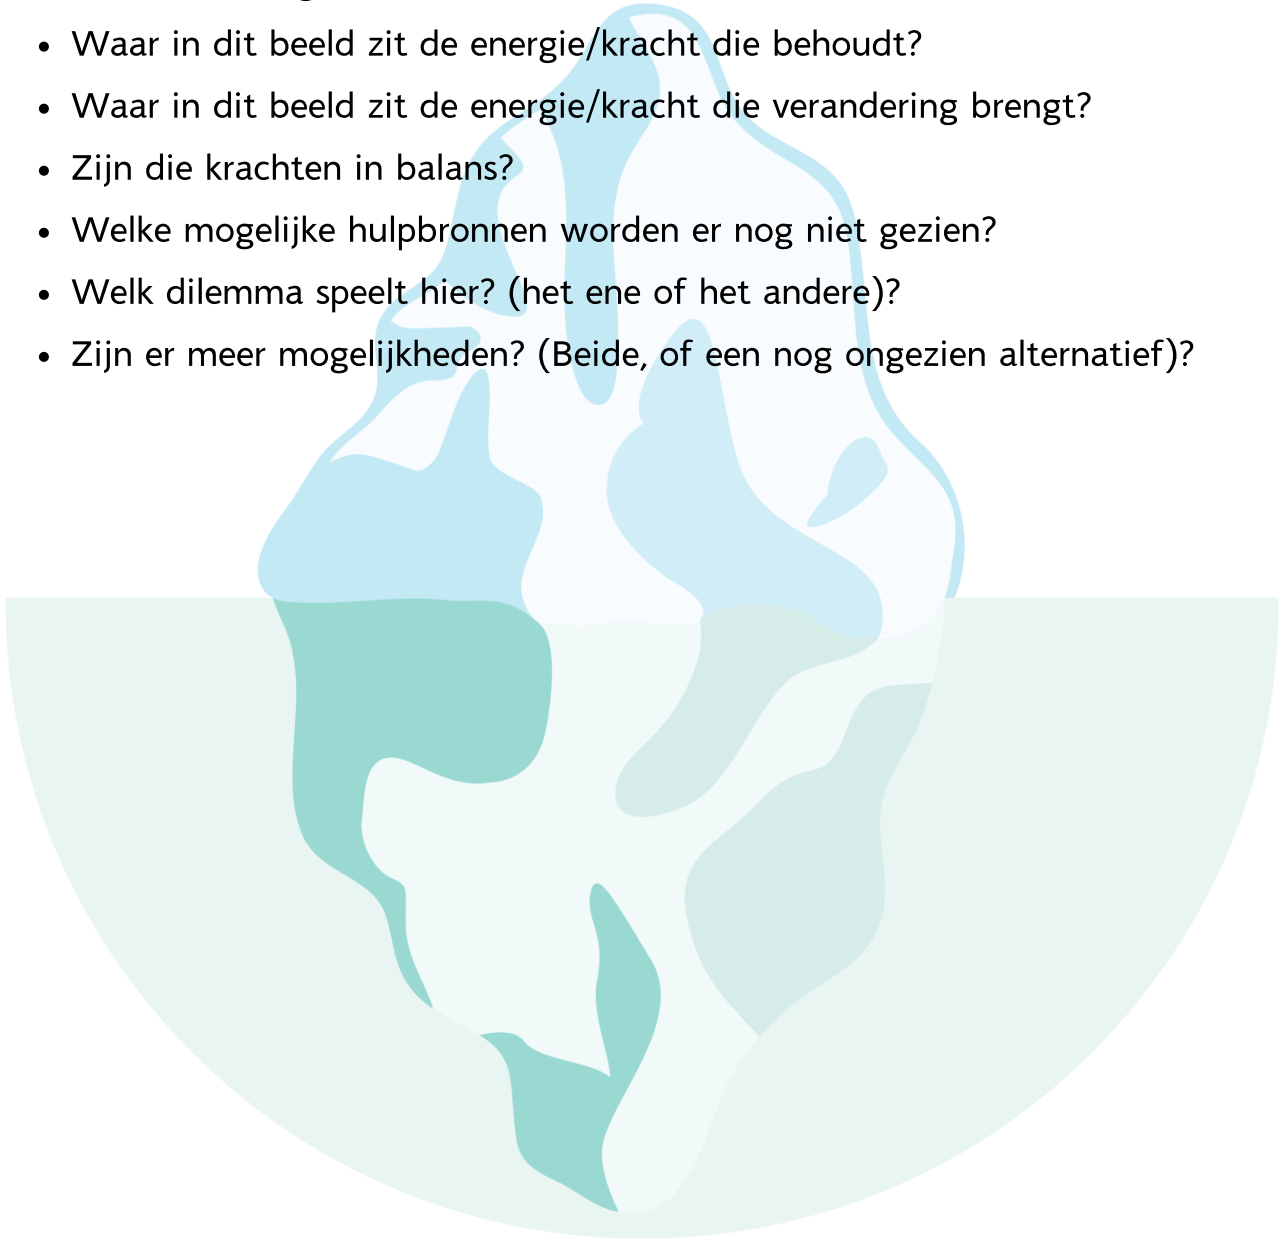 • Waar in dit beeld zit de energie/kracht die behoudt?
• Waar in dit beeld zit de energie/kracht die verandering brengt?
• Zijn die krachten in balans?
• Welke mogelijke hulpbronnen worden er nog niet gezien?
• Welk dilemma speelt hier? (het ene of het andere)?
• Zijn er meer mogelijkheden? (Beide, of een nog ongezien alternatief)?